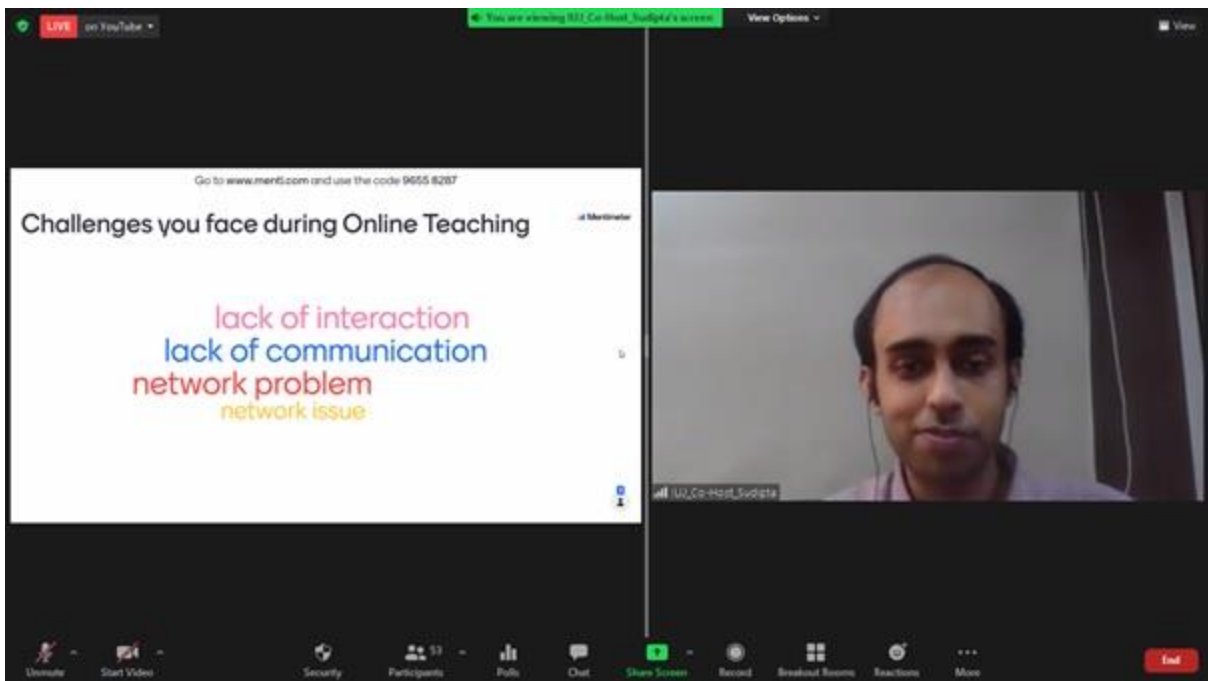 LIVE on YouTube
You are viewing IUJ_Co-Host_Sudipta's screen
View Options
View
Go to www.menti.com and use the code 9655 8287
Challenges you face during Online Teaching
Mentimeter
lack of interaction
lack of communication
network problem
network issue
IUJ_Co-Host_Sudipta
Unmute
Start Video
Security
53
Participants
Polls
Chat
Share Screen
Record
Breakout Rooms
Reactions
More
End